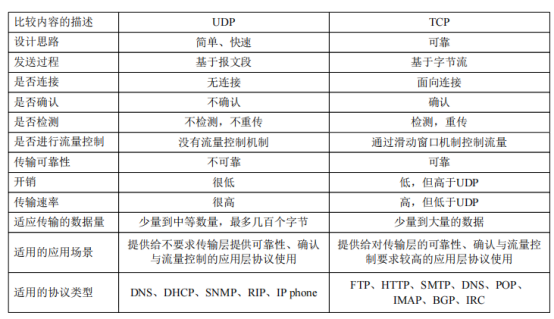 比较内容的描述 UDP TCP
设计思路 简单、快速 可靠
发送过程 基于报文段 基于字节流
是否连接 无连接 面向连接
是否确认 不确认 确认
是否检测 不检测，不重传 检测，重传
是否进行流量控制 没有流量控制机制 通过滑动窗口机制控制流量
传输可靠性 不可靠 可靠
开销 很低 低，但高于UDP
传输速率 很高 高，但低于UDP
适应传输的数据量 少量到中等数量，最多几百个字节 少量到大量的数据
适用的应用场景 提供给不要求传输层提供可靠性、确认 提供给对传输层的可靠性、确认与流量控
与流量控制的应用层协议使用 制要求较高的应用层协议使用
适用的协议类型 DNS、DHCP、SNMP、RIP、IP phone FTP、HTTP、SMTP、DNS、POP、
IMAP、BGP、IRC